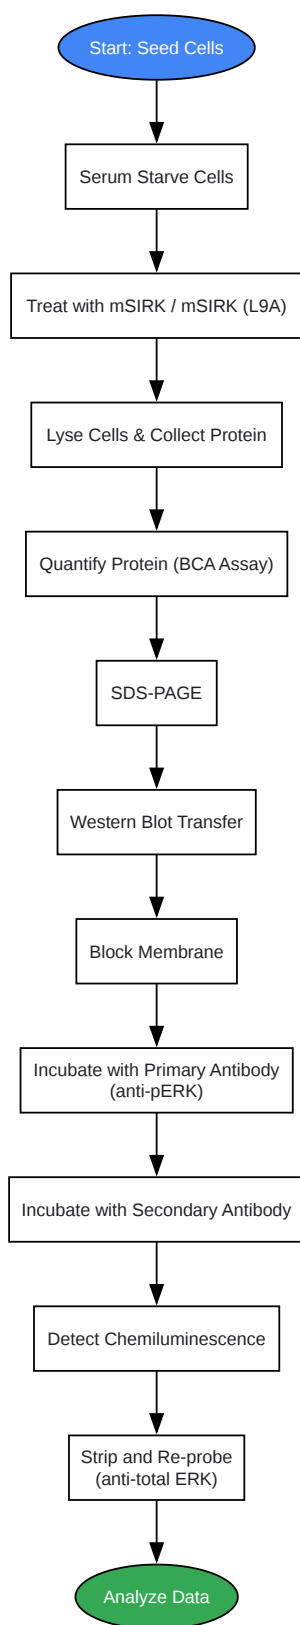 Start: Seed Cells
Serum Starve Cells
Treat with mSIRK / mSIRK (L9A)
Lyse Cells & Collect Protein
Quantify Protein (BCA Assay)
SDS-PAGE
Western Blot Transfer
Block Membrane
Incubate with Primary Antibody
(anti-pERK)
Incubate with Secondary Antibody
Detect Chemiluminescence
Strip and Re-probe
(anti-total ERK)
Analyze Data